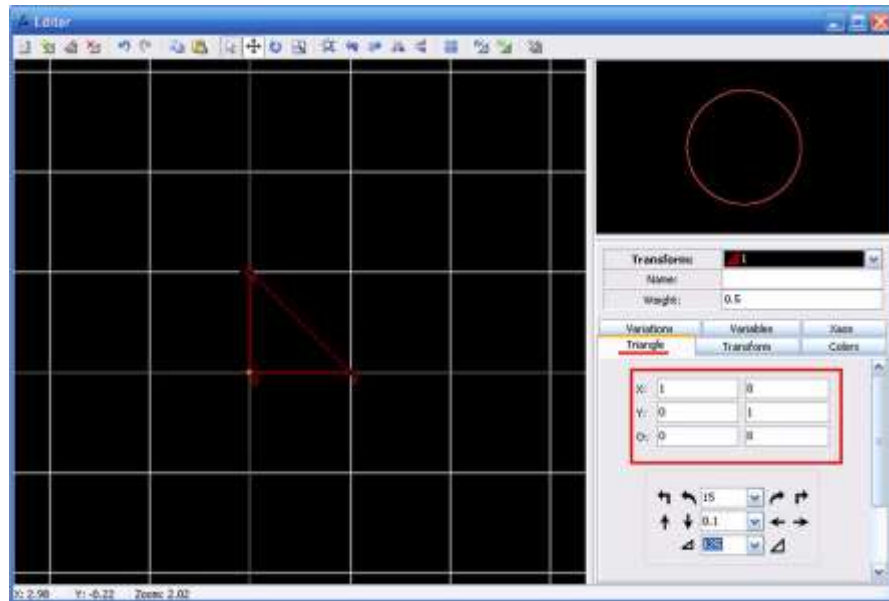 Editor
Transform: 1
Name:
Weight: 0.5
Variations Variables Xaos
Triangle Transform Colors
X: 1 0
Y: 0 1
O: 0 0
15
0.1
125
X: 2.98 Y: -0.22 Zoom: 2.02